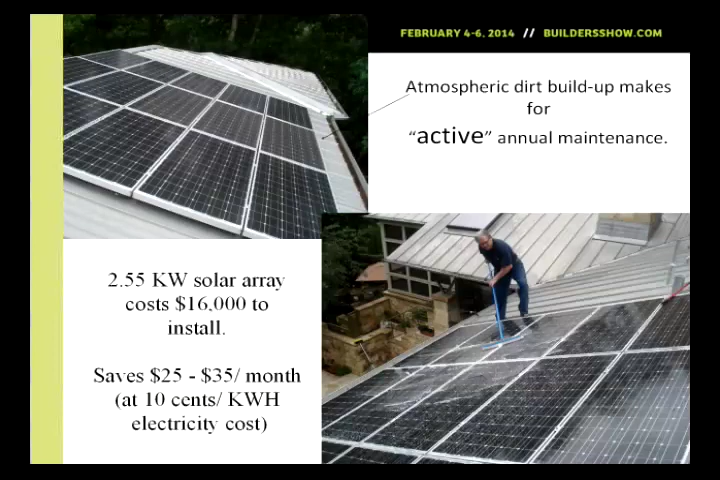 FEBRUARY 4-6, 2014 // BUILDERSSHOW.COM
Atmospheric dirt build-up makes
for
“active” annual maintenance.
2.55 KW solar array
costs $16,000 to
install.
Saves $25 - $35/ month
(at 10 cents/ KWH
electricity cost)